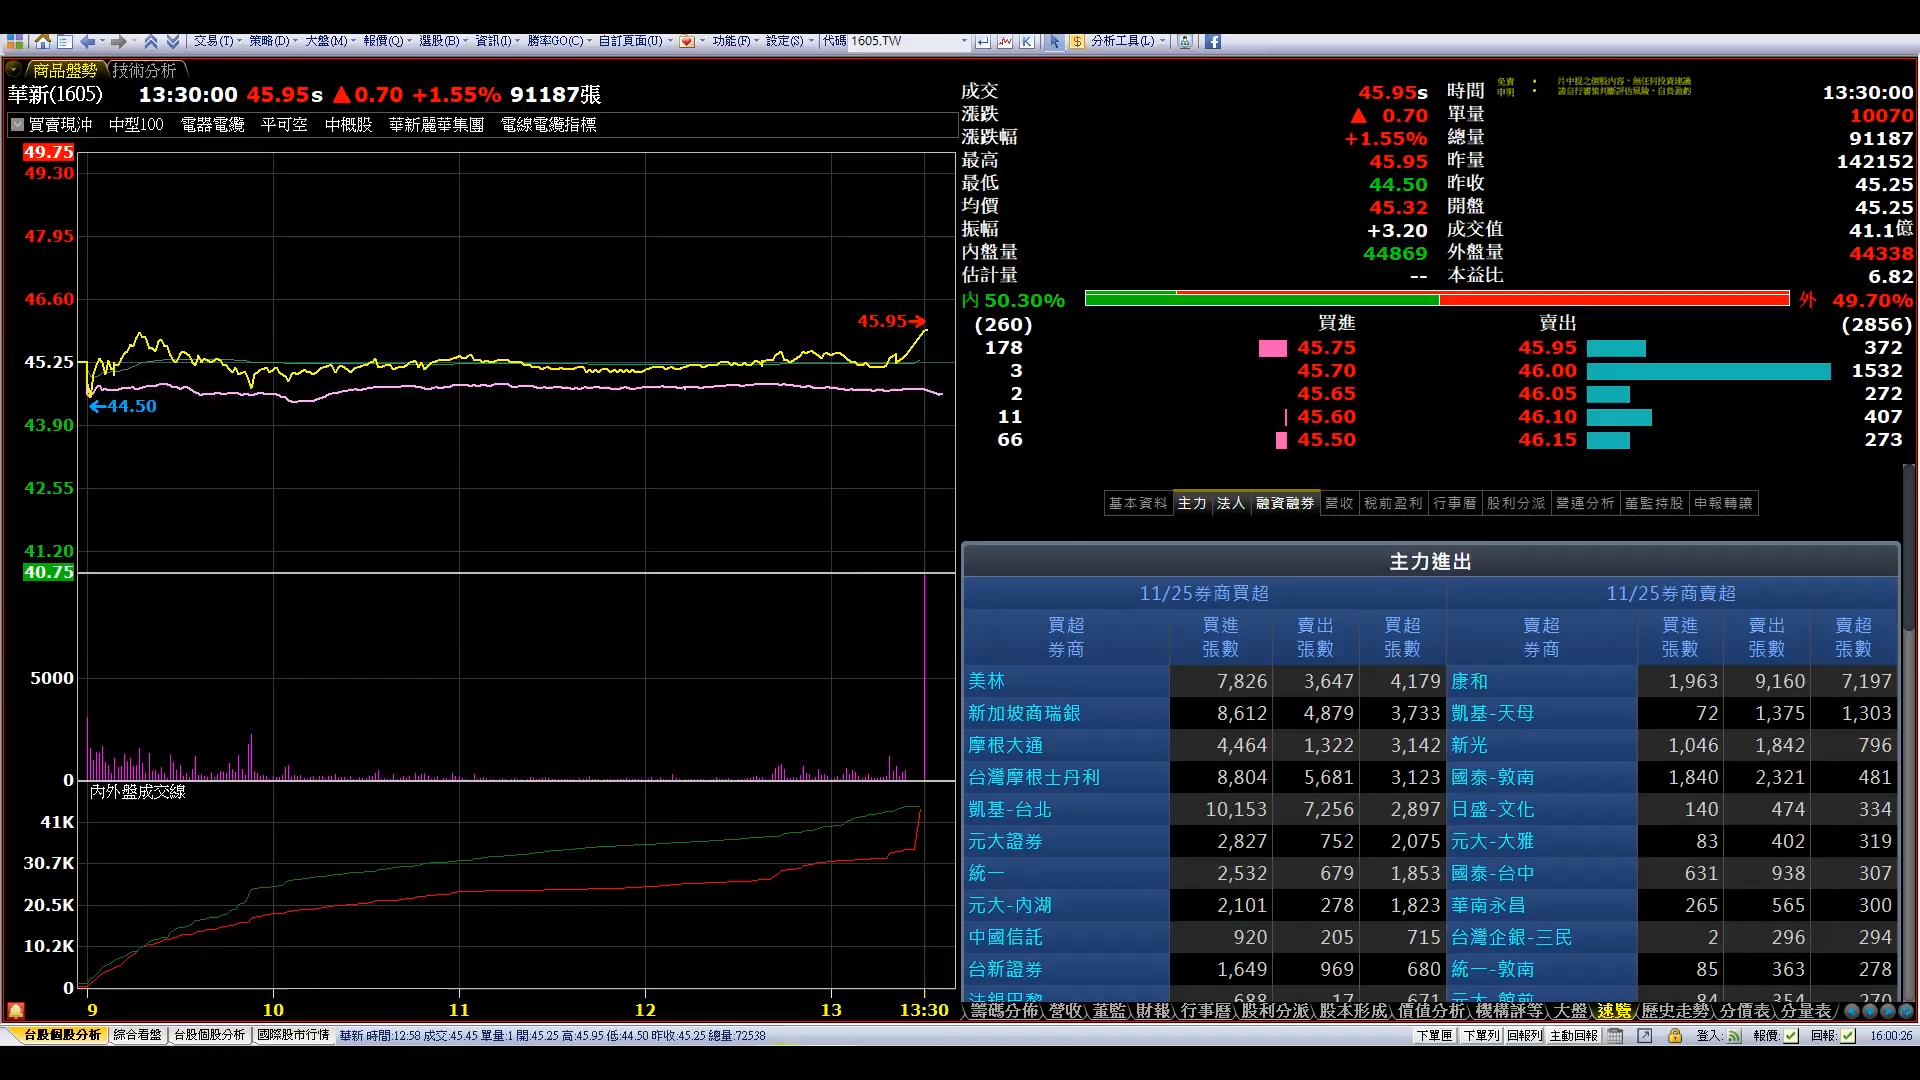 交易(T) 策略(D) 大盤(M) 報價(Q) 選股(B) 資訊(I) 勝率GO(C) 自訂頁面(U) 功能(F) 設定(S) 代碼 1605.TW K $ 分析工具(L)
商品盤勢 技術分析
華新(1605) 13:30:00 45.95s ▲0.70 +1.55% 91187張
買賣現沖 中型100 電器電纜 平可空 中概股 華新麗華集團 電線電纜指標
49.75
49.30
47.95
46.60
45.95→
45.25
←44.50
43.90
42.55
41.20
40.75
5000
0
內外盤成交線
41K
30.7K
20.5K
10.2K
0
9 10 11 12 13 13:30
免責申明 :
成交 45.95s 時間 13:30:00
漲跌 ▲ 0.70 單量 10070
漲跌幅 +1.55% 總量 91187
最高 45.95 昨量 142152
最低 44.50 昨收 45.25
均價 45.32 開盤 45.25
振幅 +3.20 成交值 41.1億
內盤量 44869 外盤量 44338
估計量 -- 本益比 6.82
內 50.30% 外 49.70%
(260) 買進 賣出 (2856)
178 45.75 45.95 372
3 45.70 46.00 1532
2 45.65 46.05 272
11 45.60 46.10 407
66 45.50 46.15 273
基本資料 主力 法人 融資融券 營收 稅前盈利 行事曆 股利分派 營運分析 董監持股 申報轉讓
主力進出
11/25券商買超 11/25券商賣超
買超券商 買進張數 賣出張數 買超張數 賣超券商 買進張數 賣出張數 賣超張數
美林 7,826 3,647 4,179 康和 1,963 9,160 7,197
新加坡商瑞銀 8,612 4,879 3,733 凱基-天母 72 1,375 1,303
摩根大通 4,464 1,322 3,142 新光 1,046 1,842 796
台灣摩根士丹利 8,804 5,681 3,123 國泰-敦南 1,840 2,321 481
凱基-台北 10,153 7,256 2,897 日盛-文化 140 474 334
元大證券 2,827 752 2,075 元大-大雅 83 402 319
統一 2,532 679 1,853 國泰-台中 631 938 307
元大-內湖 2,101 278 1,823 華南永昌 265 565 300
中國信託 920 205 715 台灣企銀-三民 2 296 294
台新證券 1,649 969 680 統一-敦南 85 363 278
法銀巴黎 688 17 671 元大-館前 84 354 270
籌碼分佈 營收 董監 財報 行事曆 股利分派 股本形成 價值分析 機構評等 大盤 速覽 歷史走勢 分價表 分量表
台股個股分析 綜合看盤 台股個股分析 國際股市行情 華新 時間:12:58 成交:45.45 單量:1 開:45.25 高:45.95 低:44.50 昨收:45.25 總量:72538 下單匣 下單列 回報列 主動回報 登入: 報價: 回報: 16:00:26